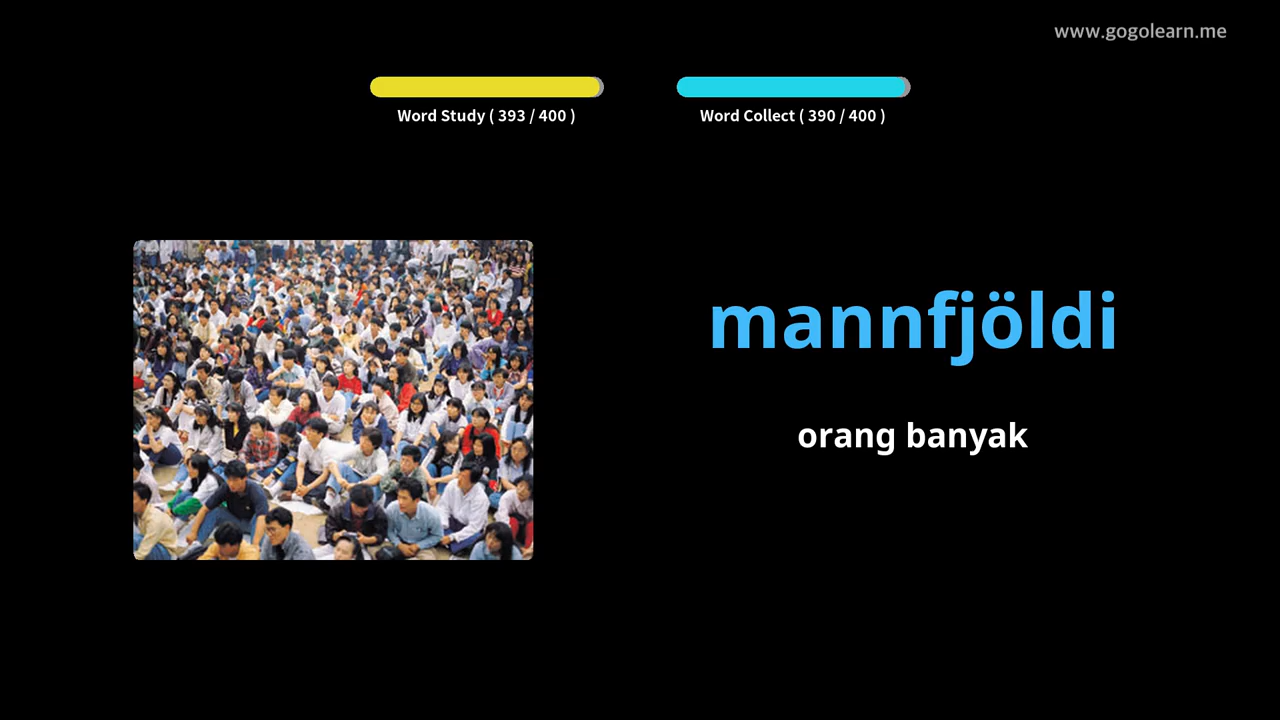 www.gogolearn.me
Word Study ( 393 / 400 )
Word Collect ( 390 / 400 )
mannfjöldi
orang banyak